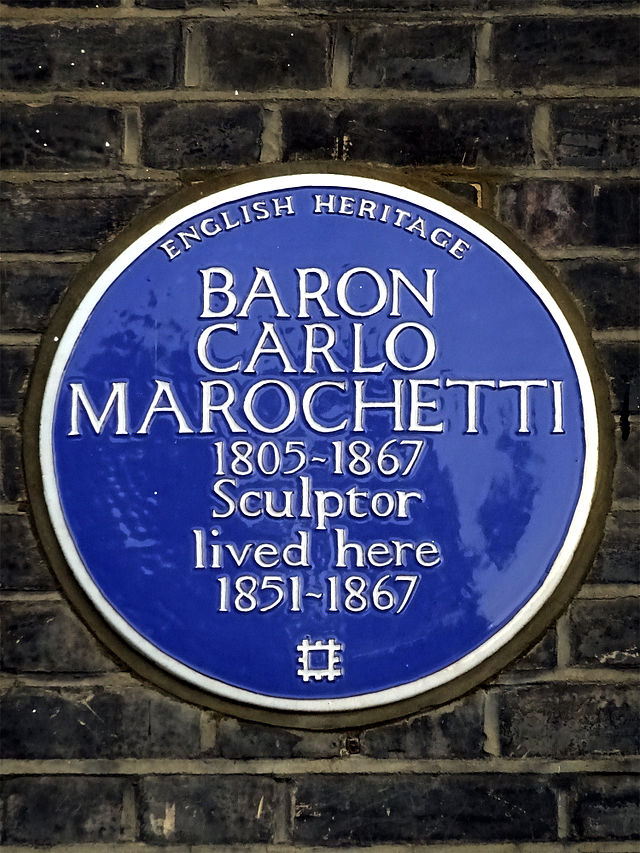 ENGLISH HERITAGE
BARON
CARLO
MAROCHETTI
1805~1867
Sculptor
lived here
1851~1867